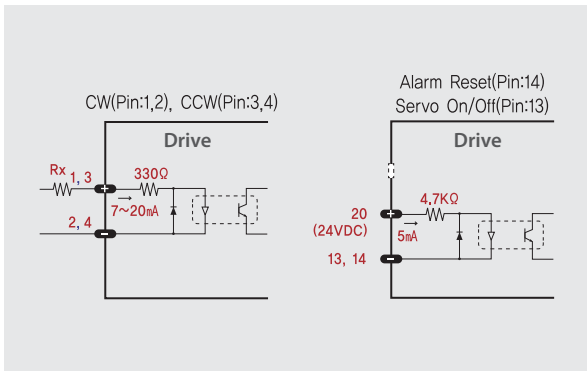 CW(Pin:1,2), CCW(Pin:3,4)
Drive
Rx
1, 3
330Ω
7~20mA
2, 4
Alarm Reset(Pin:14)
Servo On/Off(Pin:13)
Drive
4.7KΩ
20
(24VDC)
5mA
13, 14